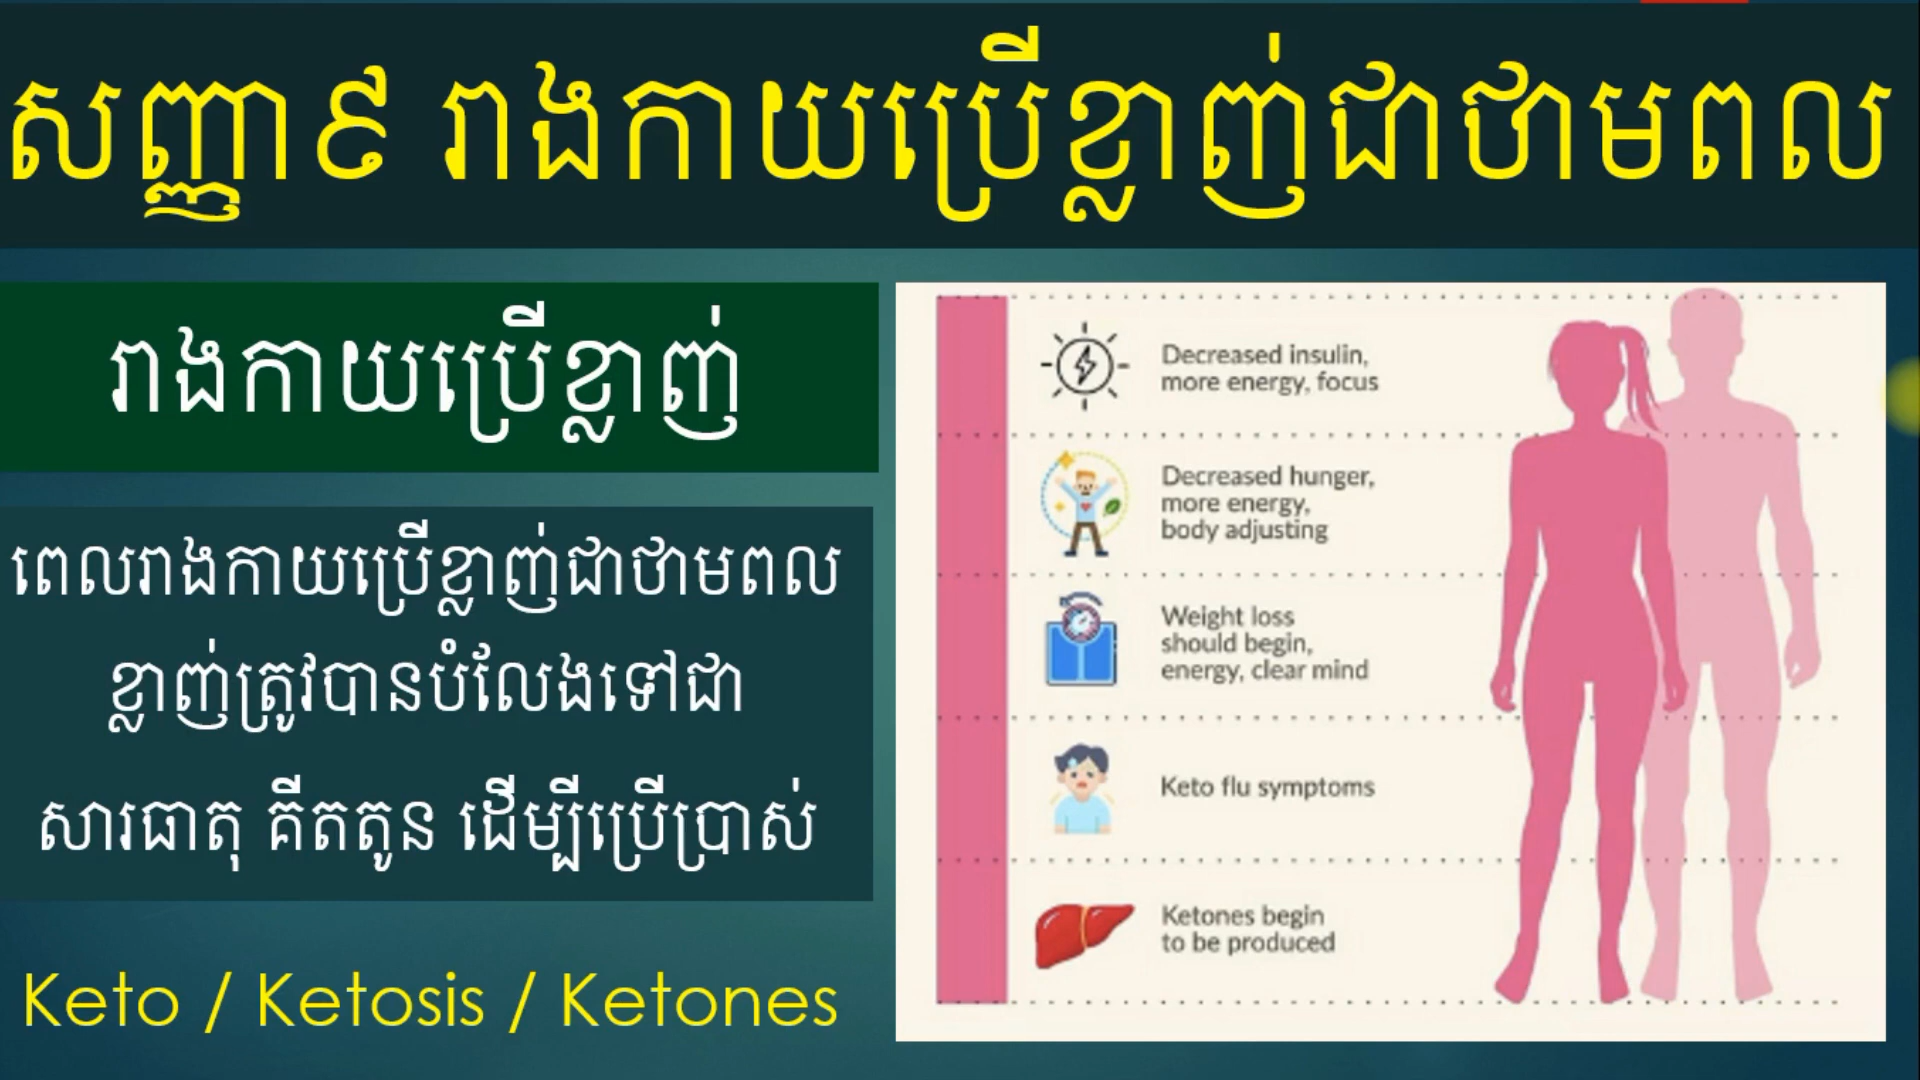 សញ្ញា៩ រាងកាយប្រើខ្លាញ់ជាថាមពល
រាងកាយប្រើខ្លាញ់
ពេលរាងកាយប្រើខ្លាញ់ជាថាមពល
ខ្លាញ់ត្រូវបានបំលែងទៅជា
សារធាតុ គីតតូន ដើម្បីប្រើប្រាស់
Keto / Ketosis / Ketones
Decreased insulin,
more energy, focus
Decreased hunger,
more energy,
body adjusting
Weight loss
should begin,
energy, clear mind
Keto flu symptoms
Ketones begin
to be produced